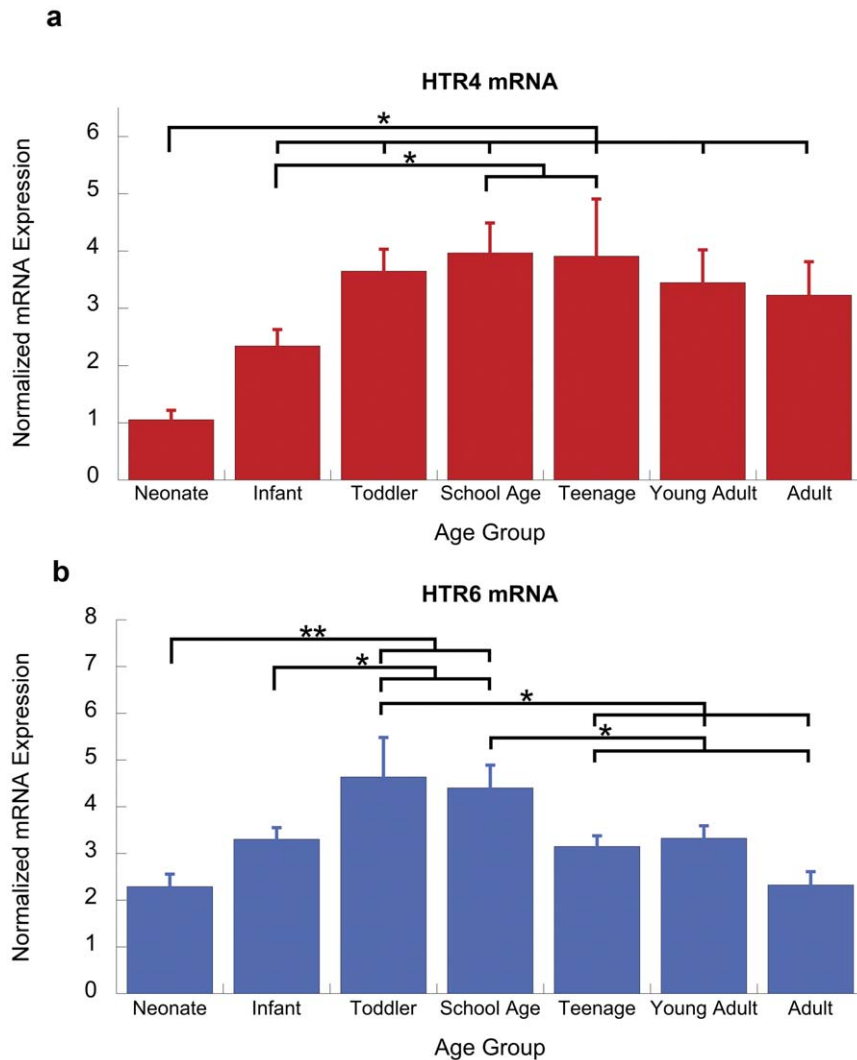 a
HTR4 mRNA
*
*
6
5
4
3
2
1
0
Normalized mRNA Expression
Neonate Infant Toddler School Age Teenage Young Adult Adult
Age Group
b
HTR6 mRNA
**
*
*
*
8
7
6
5
4
3
2
1
0
Normalized mRNA Expression
Neonate Infant Toddler School Age Teenage Young Adult Adult
Age Group